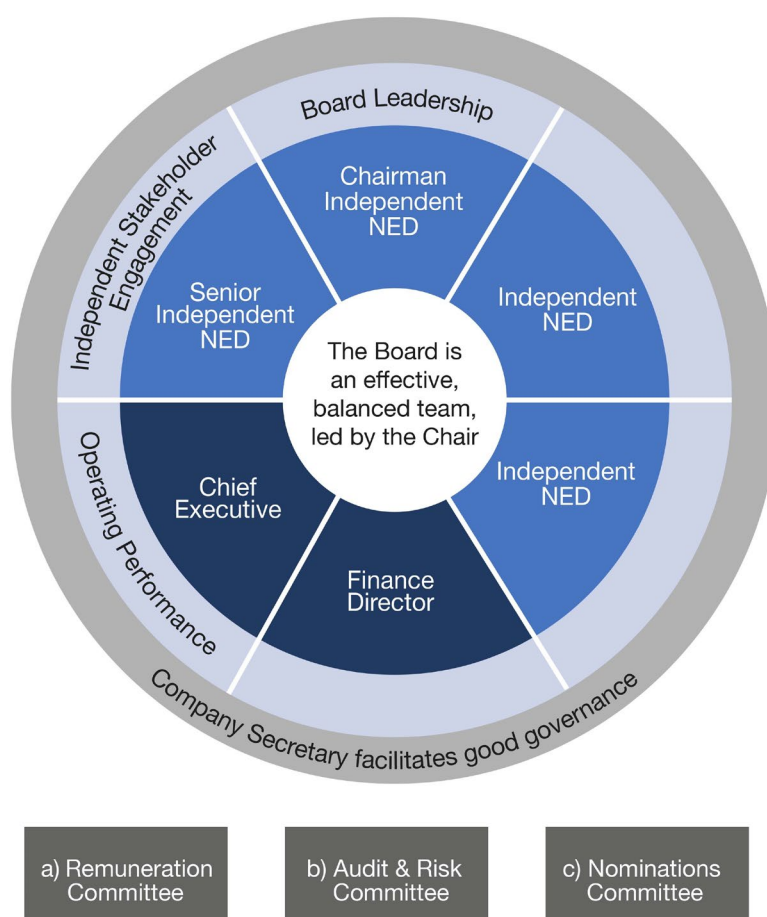 Board Leadership
Independent Stakeholder
Engagement
Chairman
Independent
NED
Senior
Independent
NED
Independent
NED
The Board is
an effective,
balanced team,
led by the Chair
Independent
NED
Chief
Executive
Finance
Director
Operating Performance
Company Secretary facilitates good governance
a) Remuneration
Committee
b) Audit & Risk
Committee
c) Nominations
Committee